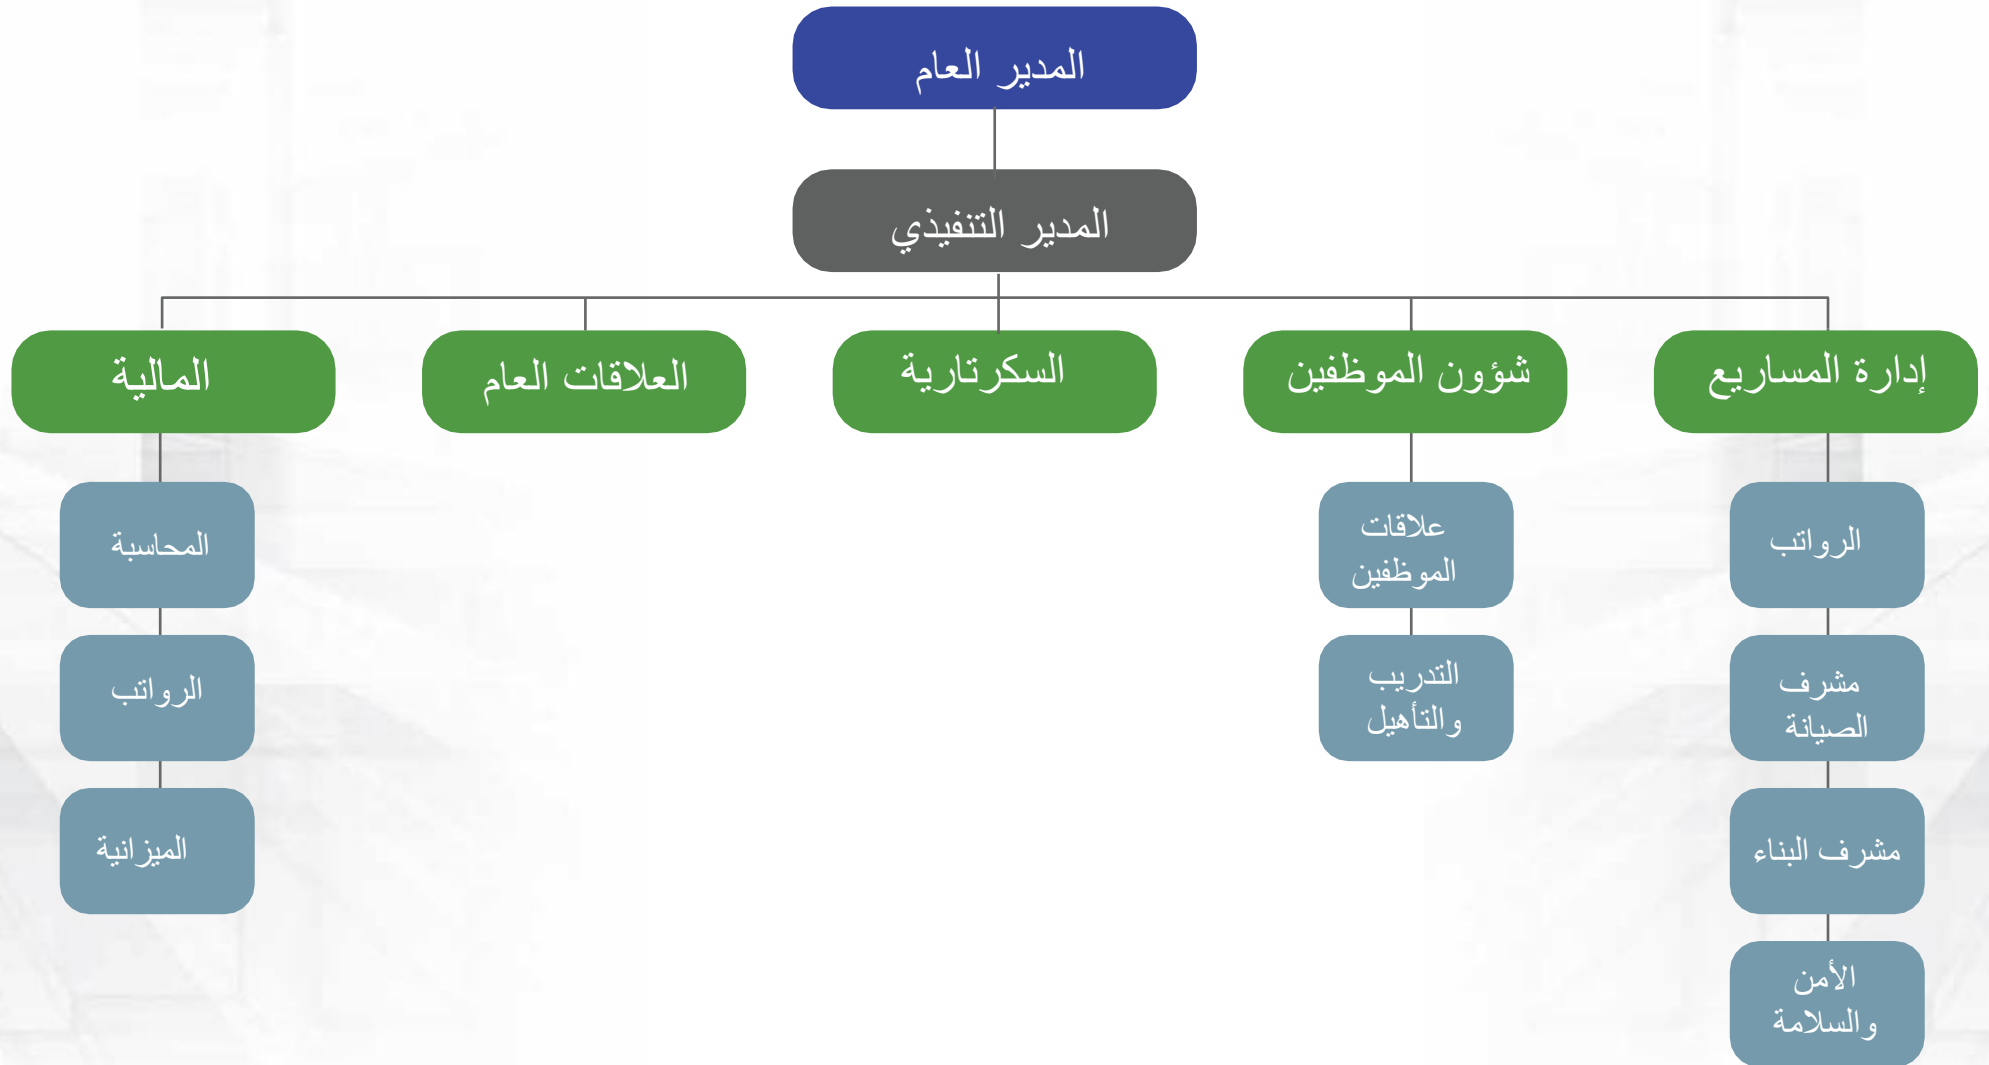 المدير العام
المدير التنفيذي
إدارة المساريع
شؤون الموظفين
السكرتارية
العلاقات العام
المالية
الرواتب
علاقات
الموظفين
المحاسبة
مشرف
الصيانة
التدريب
والتأهيل
الرواتب
مشرف البناء
الميزانية
الأمن
والسلامة